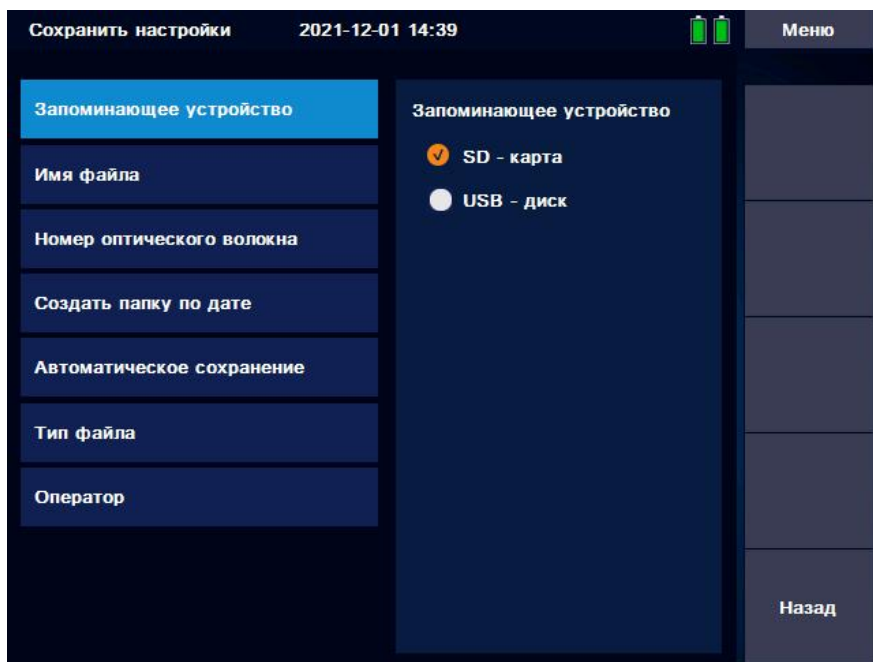 Сохранить настройки 2021-12-01 14:39 Меню
Запоминающее устройство
Имя файла
Номер оптического волокна
Создать папку по дате
Автоматическое сохранение
Тип файла
Оператор
Запоминающее устройство
SD - карта
USB - диск
Назад